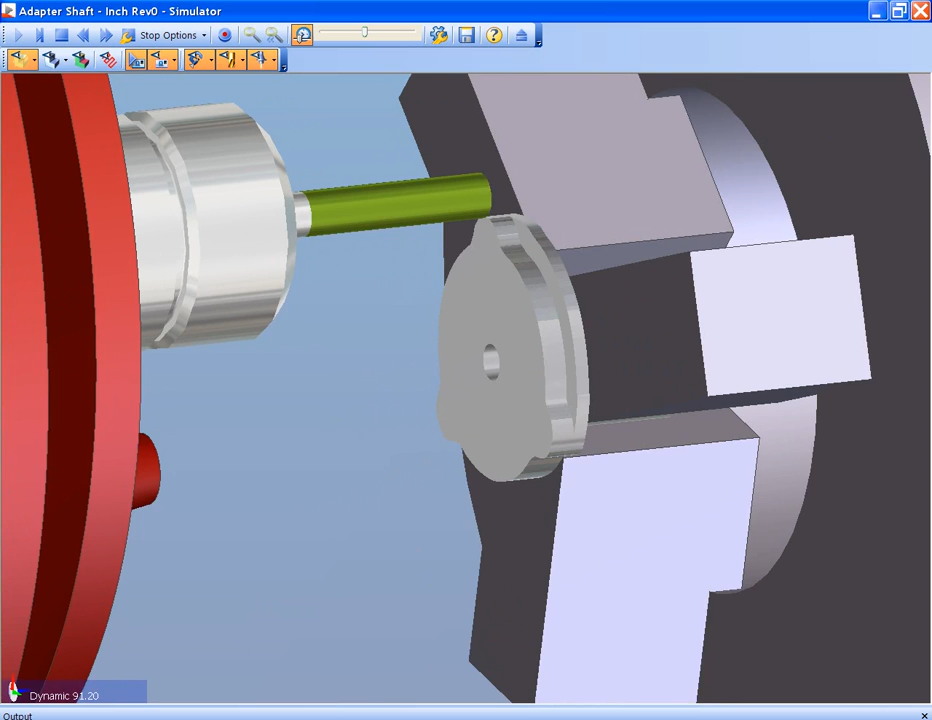 Adapter Shaft - Inch Rev0 - Simulator
Stop Options
Dynamic 91.20
Output